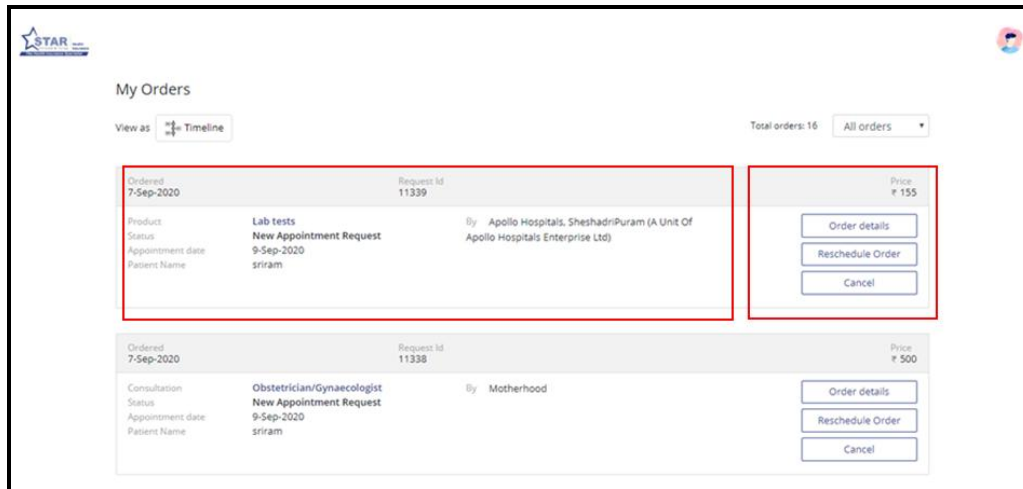 STAR
My Orders
View as Timeline
Total orders: 16 All orders
Ordered Request Id Price
7-Sep-2020 11339 ₹ 155
Product Lab tests By Apollo Hospitals, SheshadriPuram (A Unit Of
Status New Appointment Request Apollo Hospitals Enterprise Ltd)
Appointment date 9-Sep-2020
Patient Name sriram
Order details
Reschedule Order
Cancel
Ordered Request Id Price
7-Sep-2020 11338 ₹ 500
Consultation Obstetrician/Gynaecologist By Motherhood
Status New Appointment Request
Appointment date 9-Sep-2020
Patient Name sriram
Order details
Reschedule Order
Cancel